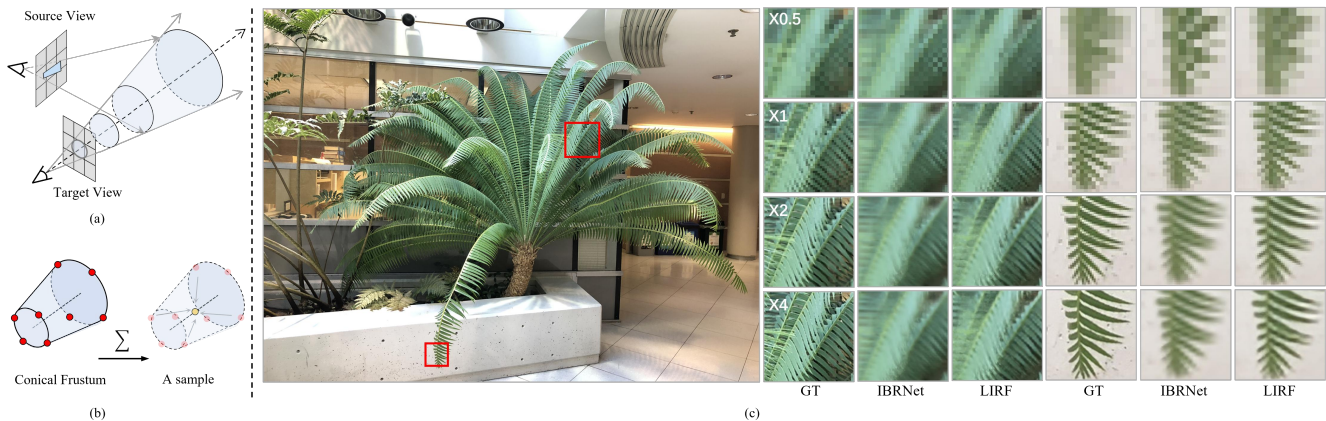 Source View
Target View
(a)
∑
Conical Frustum
A sample
(b)
X0.5
X1
X2
X4
GT
IBRNet
LIRF
GT
IBRNet
LIRF
(c)